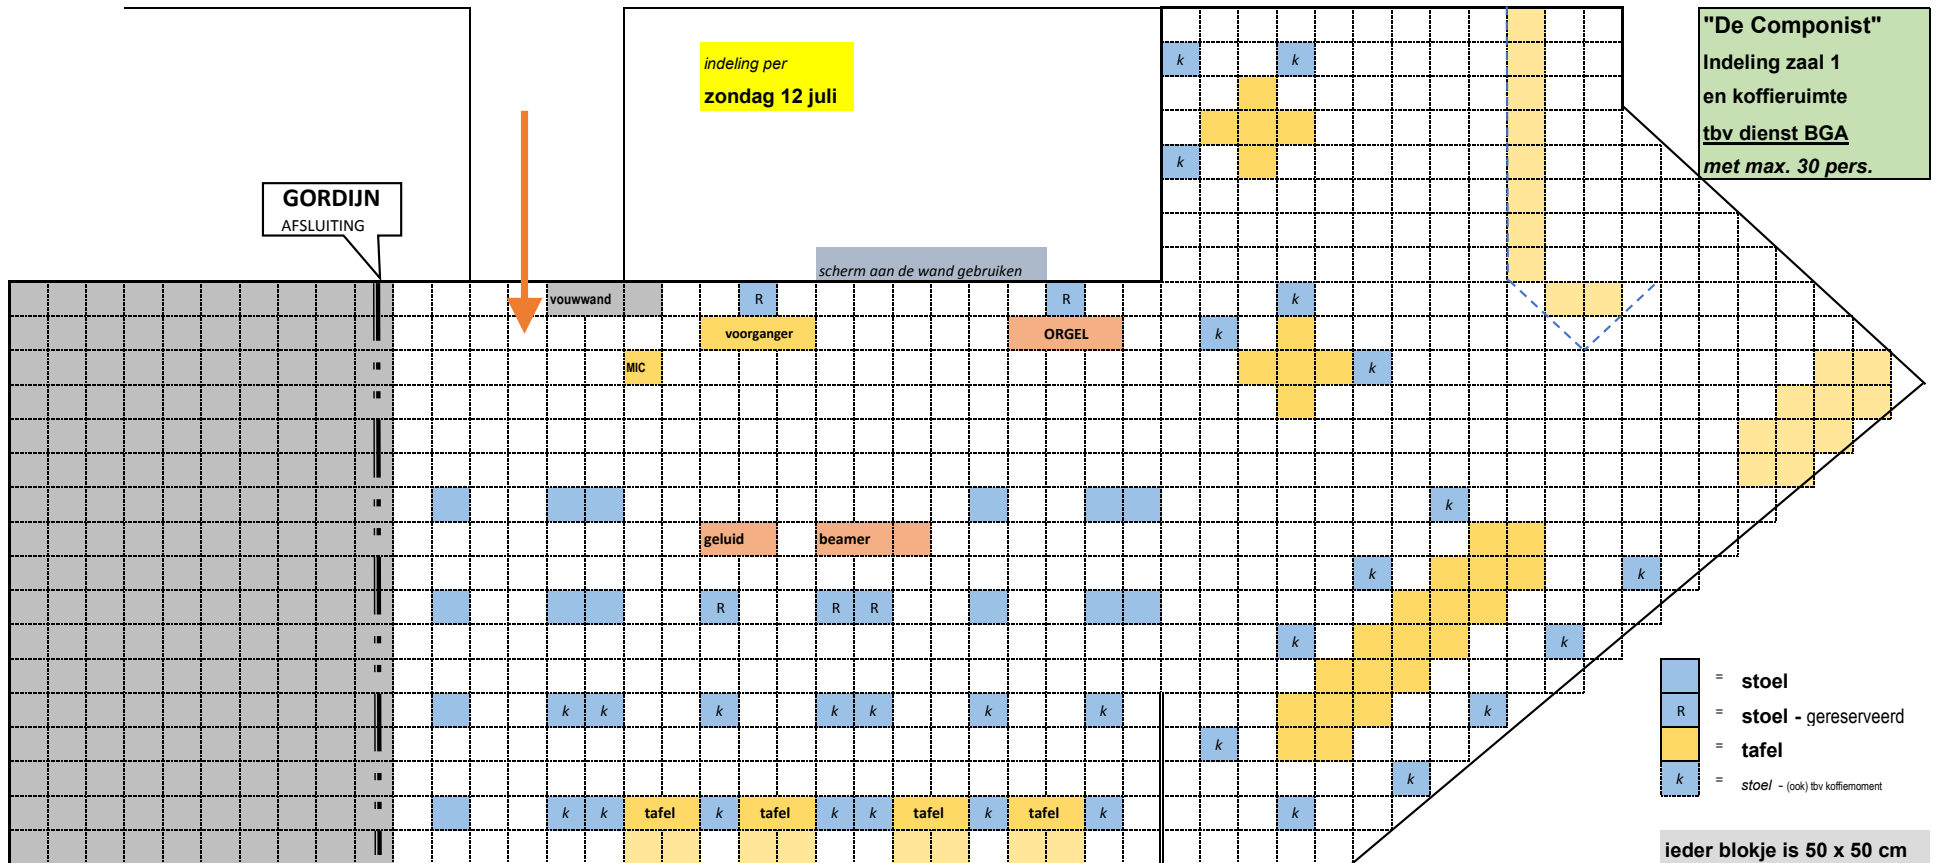 "De Componist"
Indeling zaal 1
en koffieruimte
tbv dienst BGA
met max. 30 pers.
indeling per
zondag 12 juli
k k
k
GORDIJN
AFSLUITING
scherm aan de wand gebruiken
vouwwand R R k
voorganger ORGEL k
MIC k
k
geluid beamer
k k
R R R
k k
k k k k k k k k
k
k
k k tafel k tafel k k tafel k tafel k k
= stoel
R = stoel - gereserveerd
= tafel
k = stoel - (ook) tbv koffiemoment
ieder blokje is 50 x 50 cm